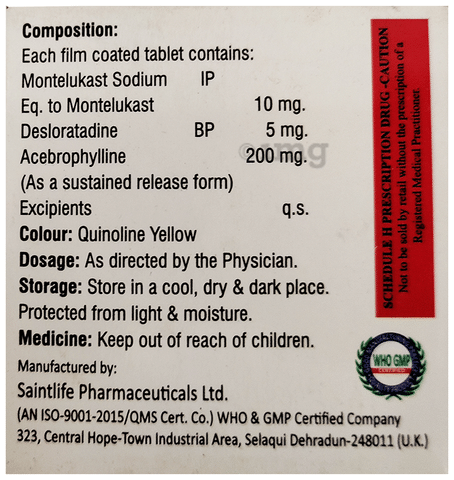 Composition:
Each film coated tablet contains:
Montelukast Sodium IP
Eq. to Montelukast 10 mg.
Desloratadine BP 5 mg.
Acebrophylline 200 mg.
(As a sustained release form)
Excipients q.s.
Colour: Quinoline Yellow
Dosage: As directed by the Physician.
Storage: Store in a cool, dry & dark place.
Protected from light & moisture.
Medicine: Keep out of reach of children.
Manufactured by:
Saintlife Pharmaceuticals Ltd.
(AN ISO-9001-2015/QMS Cert. Co.) WHO & GMP Certified Company
323, Central Hope-Town Industrial Area, Selaqui Dehradun-248011 (U.K.)
SCHEDULE H PRESCRIPTION DRUG -CAUTION
Not to be sold by retail without the prescription of a
Registered Medical Practitioner.
WHO GMP
CERTIFIED